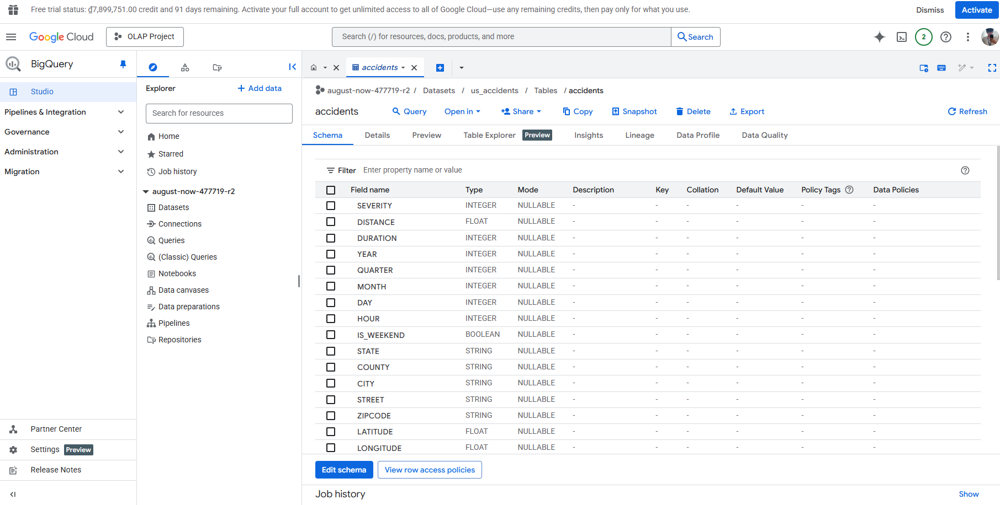 Free trial status: ₫7,899,751.00 credit and 91 days remaining. Activate your full account to get unlimited access to all of Google Cloud—use any remaining credits, then pay only for what you use.
Dismiss
Activate
Google Cloud
OLAP Project
Search (/) for resources, docs, products, and more
Search
2
BigQuery
Studio
Pipelines & Integration
Governance
Administration
Migration
Partner Center
Settings Preview
Release Notes
Explorer
+ Add data
Search for resources
Home
Starred
Job history
august-now-477719-r2
Datasets
Connections
Queries
(Classic) Queries
Notebooks
Data canvases
Data preparations
Pipelines
Repositories
accidents
august-now-477719-r2 / Datasets / us_accidents / Tables / accidents
accidents
Query
Open in
Share
Copy
Snapshot
Delete
Export
Refresh
Schema Details Preview Table Explorer Preview Insights Lineage Data Profile Data Quality
Filter Enter property name or value
Field name Type Mode Description Key Collation Default Value Policy Tags Data Policies
SEVERITY INTEGER NULLABLE - - - - - -
DISTANCE FLOAT NULLABLE - - - - - -
DURATION INTEGER NULLABLE - - - - - -
YEAR INTEGER NULLABLE - - - - - -
QUARTER INTEGER NULLABLE - - - - - -
MONTH INTEGER NULLABLE - - - - - -
DAY INTEGER NULLABLE - - - - - -
HOUR INTEGER NULLABLE - - - - - -
IS_WEEKEND BOOLEAN NULLABLE - - - - - -
STATE STRING NULLABLE - - - - - -
COUNTY STRING NULLABLE - - - - - -
CITY STRING NULLABLE - - - - - -
STREET STRING NULLABLE - - - - - -
ZIPCODE STRING NULLABLE - - - - - -
LATITUDE FLOAT NULLABLE - - - - - -
LONGITUDE FLOAT NULLABLE - - - - - -
Edit schema
View row access policies
Job history
Show